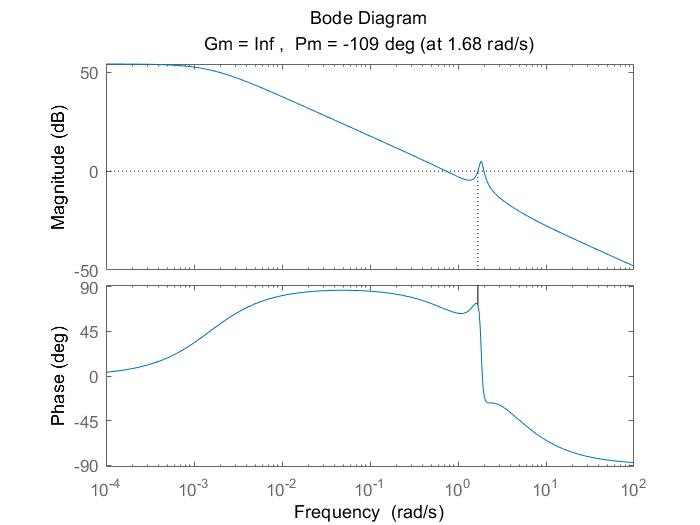 Bode Diagram
Gm = Inf ,  Pm = -109 deg (at 1.68 rad/s)
Magnitude (dB)
50
0
-50
Phase (deg)
90
45
0
-45
-90
10^-4 10^-3 10^-2 10^-1 10^0 10^1 10^2
Frequency  (rad/s)